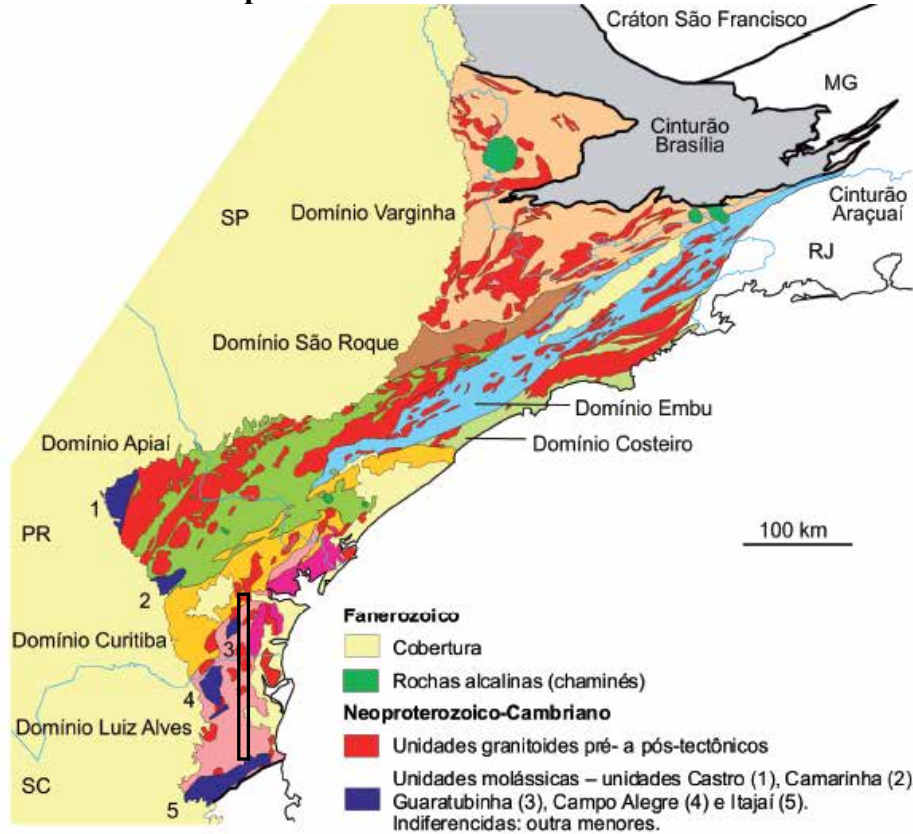 Cráton São Francisco
MG
Cinturão
Brasília
Cinturão
Araçuaí
SP
Domínio Varginha
RJ
Domínio São Roque
Domínio Embu
Domínio Costeiro
Domínio Apiaí
1
PR
100 km
2
Domínio Curitiba
3
4
Domínio Luiz Alves
SC
5
Fanerozóico
Cobertura
Rochas alcalinas (chaminés)
Neoproterozoico-Cambriano
Unidades granitoides pré- a pós-tectônicos
Unidades molássicas – unidades Castro (1), Camarinha (2)
Guaratubinha (3), Campo Alegre (4) e Itajaí (5).
Indiferencidas: outra menores.